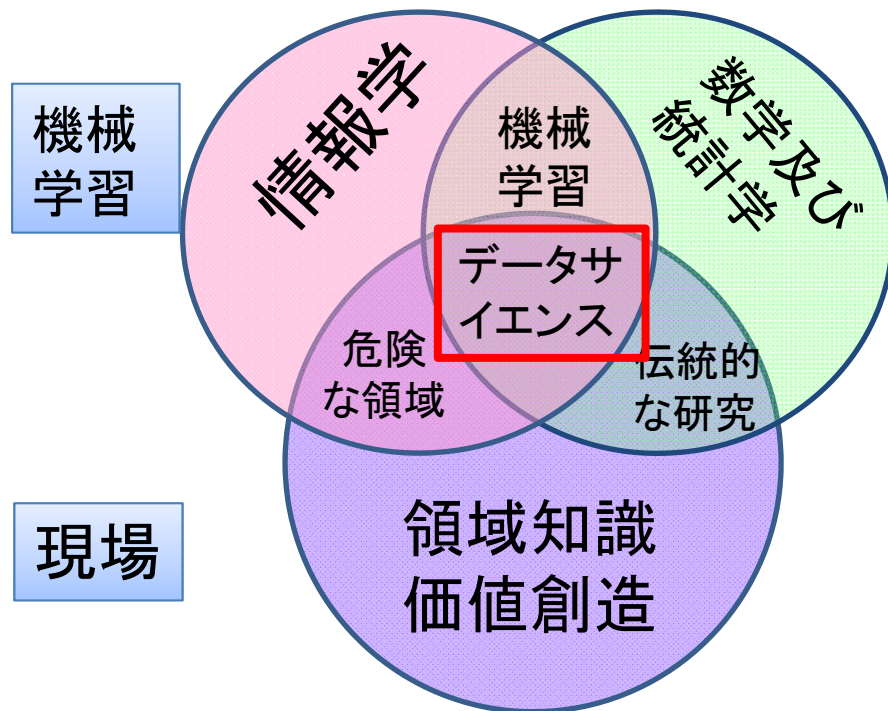 機械
学習
情報学
機械
学習
数学及び
統計学
データサ
イエンス
危険
な領域
伝統的
な研究
現場
領域知識
価値創造